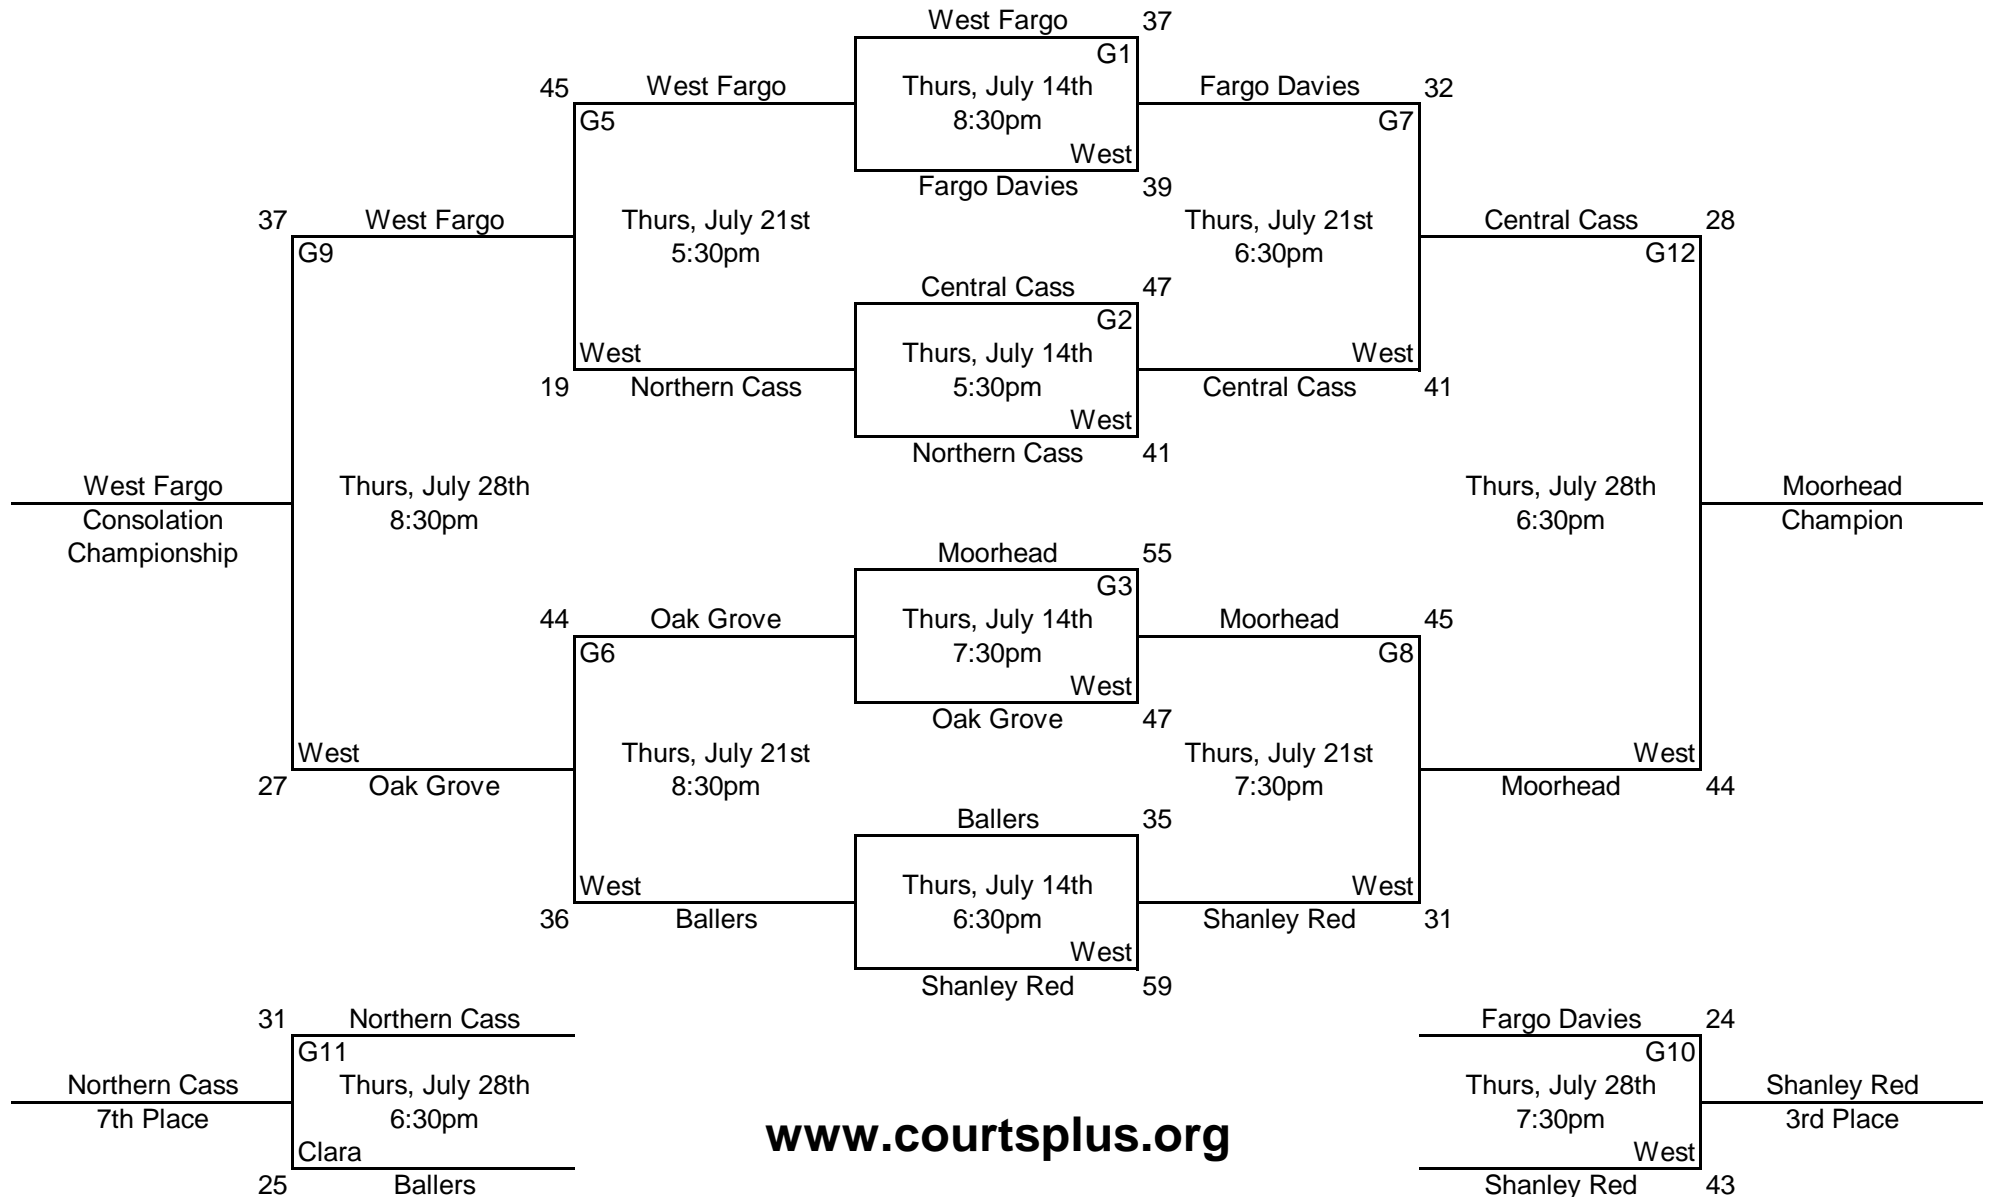 West Fargo 37
G1
45 West Fargo Thurs, July 14th Fargo Davies 32
G5 8:30pm G7
West
Fargo Davies 39
37 West Fargo Thurs, July 21st Thurs, July 21st Central Cass 28
G9 5:30pm 6:30pm G12
Central Cass 47
G2
West Thurs, July 14th West
19 Northern Cass 5:30pm Central Cass 41
West
Northern Cass 41
West Fargo Thurs, July 28th Thurs, July 28th Moorhead
Consolation 8:30pm 6:30pm Champion
Championship Moorhead 55
G3
44 Oak Grove Thurs, July 14th Moorhead 45
G6 7:30pm G8
West
Oak Grove 47
West Thurs, July 21st Thurs, July 21st West
27 Oak Grove 8:30pm 7:30pm Moorhead 44
Ballers 35
West Thurs, July 14th West
36 Ballers 6:30pm Shanley Red 31
West
Shanley Red 59
31 Northern Cass Fargo Davies 24
G11 G10
Northern Cass Thurs, July 28th Thurs, July 28th Shanley Red
7th Place 6:30pm www.courtsplus.org 7:30pm 3rd Place
Clara West
25 Ballers Shanley Red 43